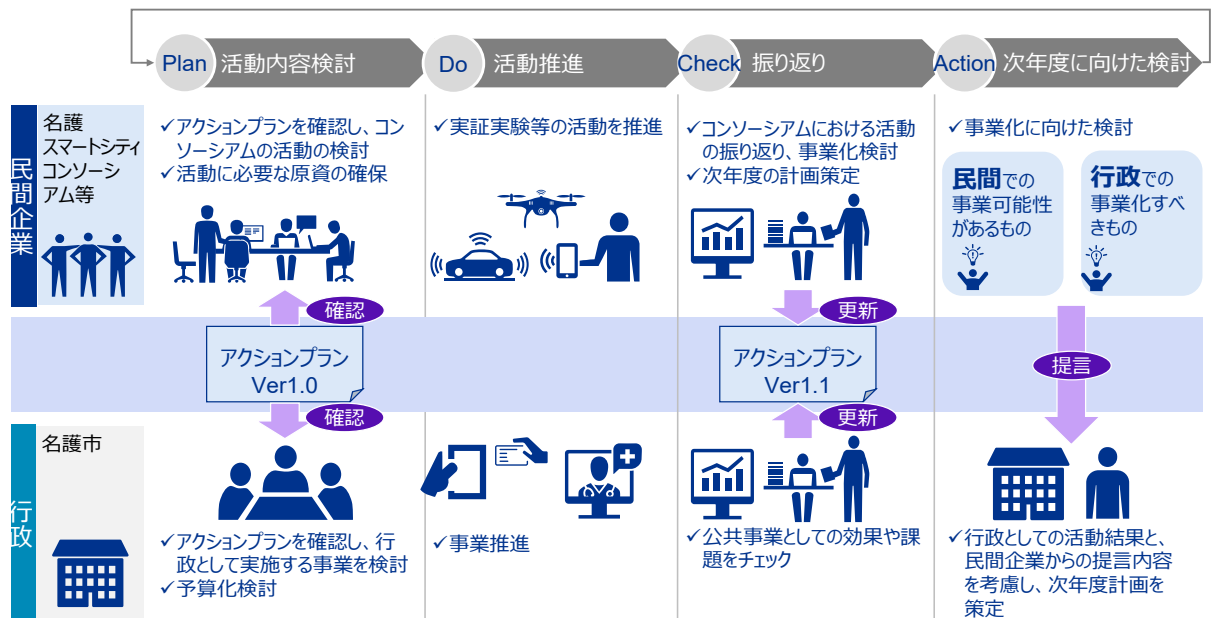 Plan 活動内容検討
Do 活動推進
Check 振り返り
Action 次年度に向けた検討
民間企業
名護
スマートシティ
コンソーシ
アム等
✓アクションプランを確認し、コン
ソーシアムの活動の検討
✓活動に必要な原資の確保
✓実証実験等の活動を推進
✓コンソーシアムにおける活動
の振り返り、事業化検討
✓次年度の計画策定
✓事業化に向けた検討
民間での
事業可能性
があるもの
行政での
事業化すべ
きもの
確認
更新
アクションプラン
Ver1.0
アクションプラン
Ver1.1
提言
確認
更新
行政
名護市
✓アクションプランを確認し、行
政として実施する事業を検討
✓予算化検討
✓事業推進
✓公共事業としての効果や課
題をチェック
✓行政としての活動結果と、
民間企業からの提言内容
を考慮し、次年度計画を
策定